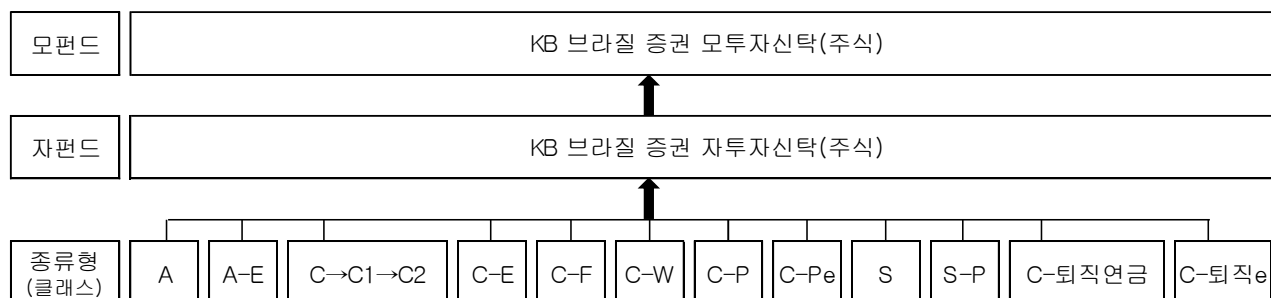 모펀드
KB 브라질 증권 모투자신탁(주식)
자펀드
KB 브라질 증권 자투자신탁(주식)
종류형
(클래스)
A
A-E
C→C1→C2
C-E
C-F
C-W
C-P
C-Pe
S
S-P
C-퇴직연금
C-퇴직e